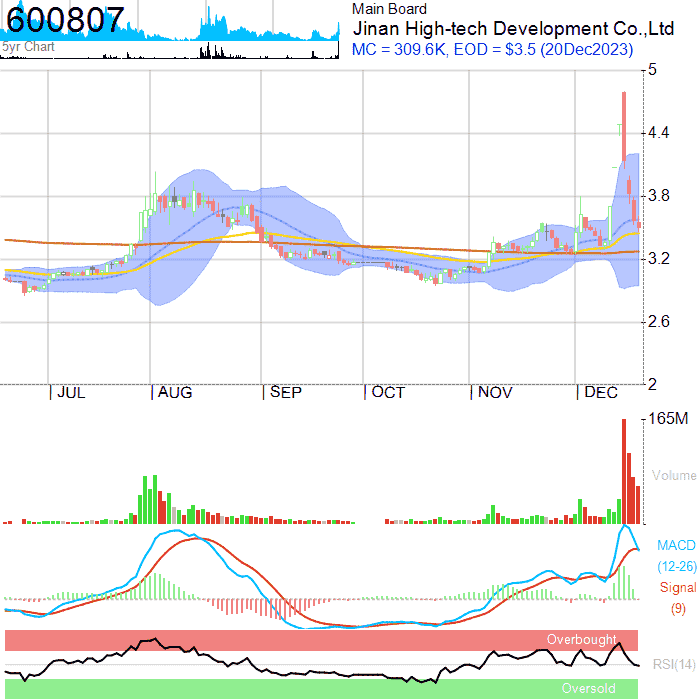 600807
5yr Chart
Main Board
Jinan High-tech Development Co.,Ltd
MC = 309.6K, EOD = $3.5 (20Dec2023)
5
4.4
3.8
3.2
2.6
2
JUL
AUG
SEP
OCT
NOV
DEC
165M
Volume
MACD
(12-26)
Signal
(9)
Overbought
RSI(14)
Oversold